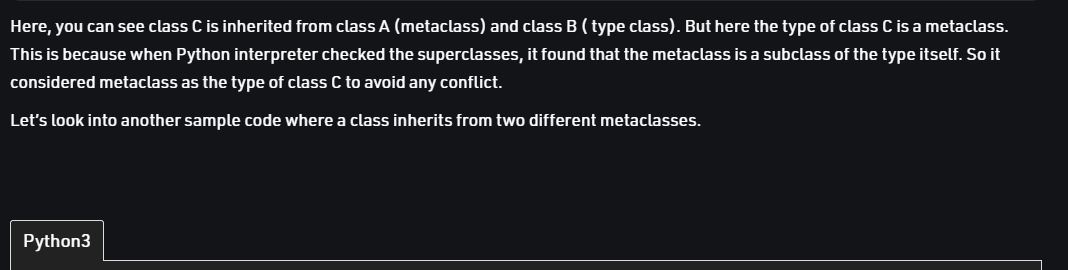 Here, you can see class C is inherited from class A (metaclass) and class B ( type class). But here the type of class C is a metaclass.
This is because when Python interpreter checked the superclasses, it found that the metaclass is a subclass of the type itself. So it
considered metaclass as the type of class C to avoid any conflict.
Let's look into another sample code where a class inherits from two different metaclasses.
Python3